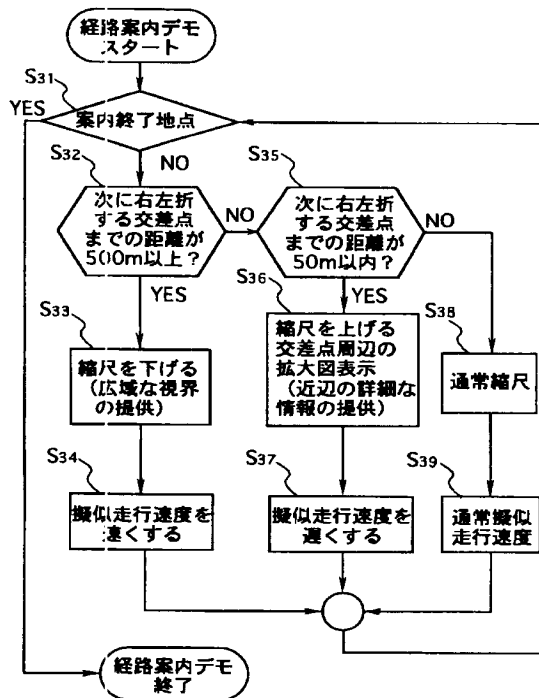 経路案内デモ
スタート
S31
YES
案内終了地点
NO
S32
次に右左折
する交差点
までの距離が
500m以上？
NO
YES
S35
次に右左折
する交差点
までの距離が
50m以内？
NO
YES
S33
縮尺を下げる
（広域な視界
の提供）
S36
縮尺を上げる
交差点周辺の
拡大図表示
（近辺の詳細な
情報の提供）
S38
通常縮尺
S34
擬似走行速度を
速くする
S37
擬似走行速度を
遅くする
S39
通常擬似
走行速度
経路案内デモ
終了